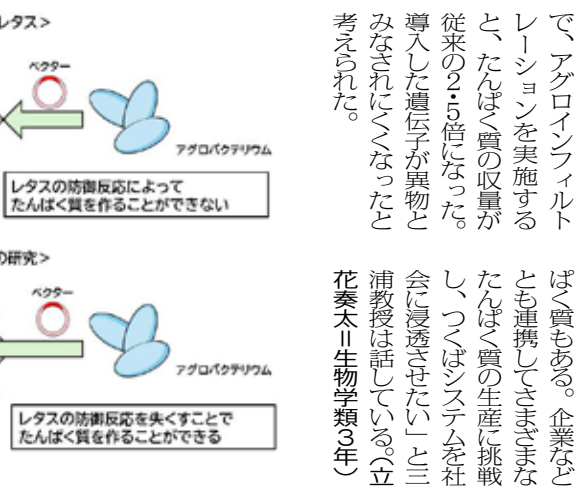 で、アグロインフィルト
レーションを実施する
と、たんぱく質の収量が
従来の2・5倍になった。
導入した遺伝子が異物と
みなされにくくなったと
考えられた。
ぱく質もある。企業など
とも連携してさまざまな
たんぱく質の生産に挑戦
し、つくばシステムを社
会に浸透させたい」と三
浦教授は話している。(立
花奏太＝生物学類3年)
レタス>
ベクター
アグロバクテリウム
レタスの防御反応によって
たんぱく質を作ることができない
の研究>
ベクター
アグロバクテリウム
レタスの防御反応を失くすことで
たんぱく質を作ることができる